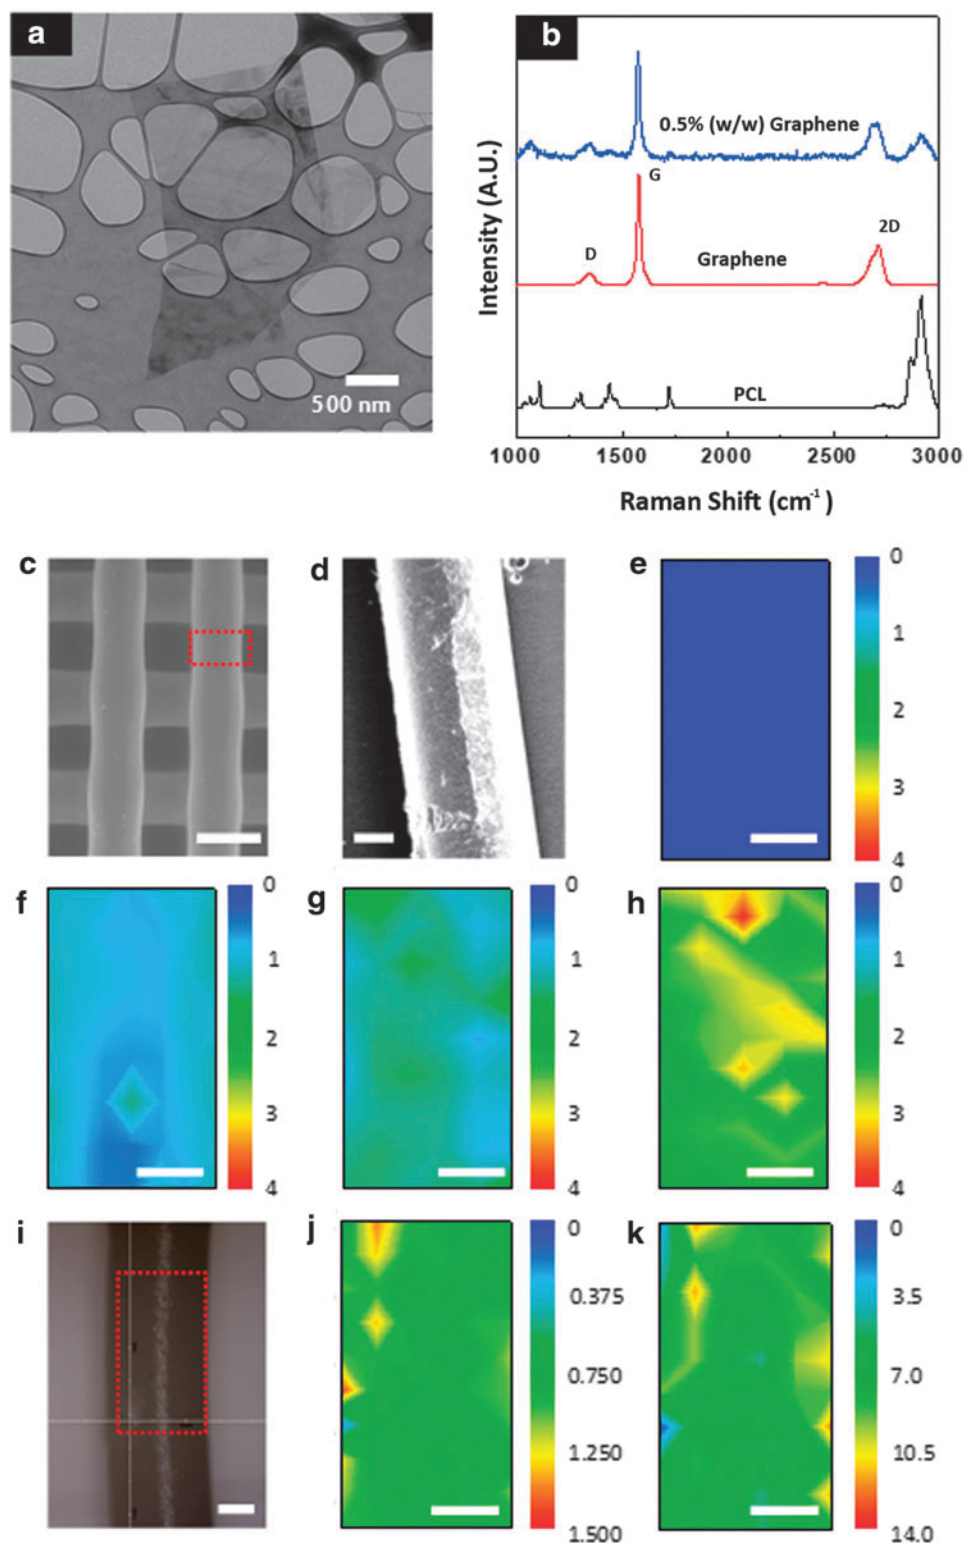 a
500 nm
b
0.5% (w/w) Graphene
G
D
Graphene
2D
PCL
Intensity (A.U.)
1000
1500
2000
2500
3000
Raman Shift (cm-1 )
c
d
e
0
1
2
3
4
f
0
1
2
3
4
g
0
1
2
3
4
h
0
1
2
3
4
i
j
0
0.375
0.750
1.250
1.500
k
0
3.5
7.0
10.5
14.0